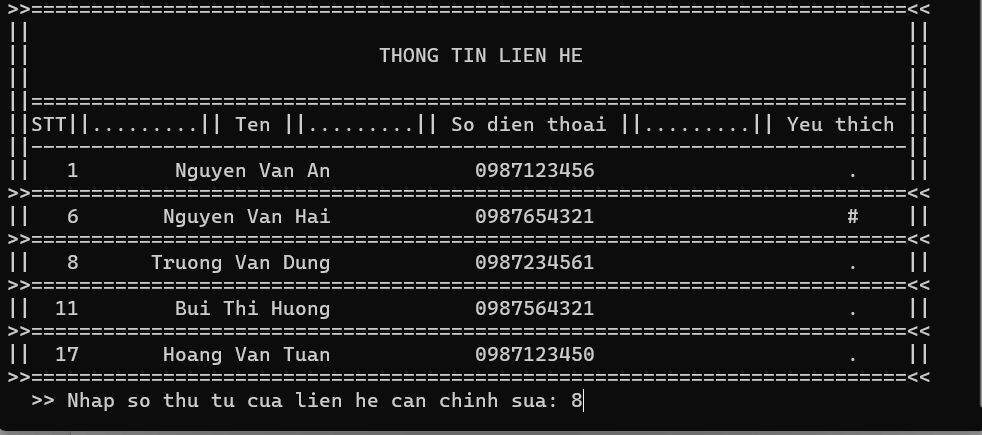 >>=========================================================================<<
||                                                                         ||
||                             THONG TIN LIEN HE                           ||
||                                                                         ||
||=========================================================================||
||STT||.........|| Ten ||.........|| So dien thoai ||.........|| Yeu thich ||
||-------------------------------------------------------------------------||
||   1        Nguyen Van An            0987123456                     .    ||
>>=========================================================================<<
||   6       Nguyen Van Hai            0987654321                     #    ||
>>=========================================================================<<
||   8      Truong Van Dung            0987234561                     .    ||
>>=========================================================================<<
||  11        Bui Thi Huong            0987564321                     .    ||
>>=========================================================================<<
||  17       Hoang Van Tuan            0987123450                     .    ||
>>=========================================================================<<
  >> Nhap so thu tu cua lien he can chinh sua: 8